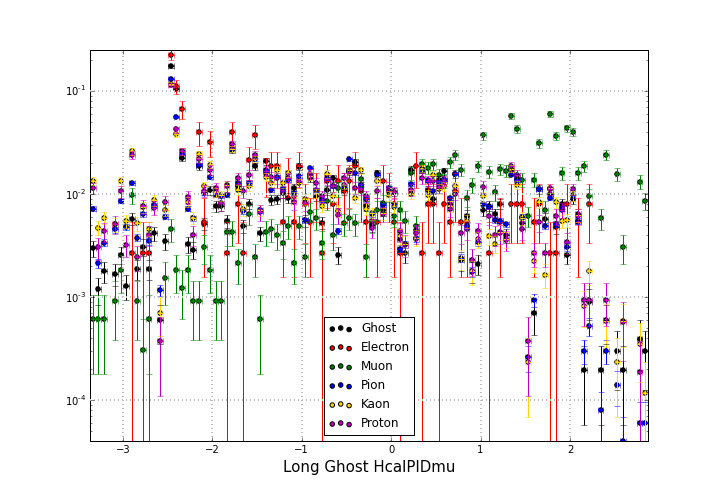 10^-1
10^-2
10^-3
10^-4
Ghost
Electron
Muon
Pion
Kaon
Proton
−3 −2 −1 0 1 2
Long Ghost HcalPIDmu